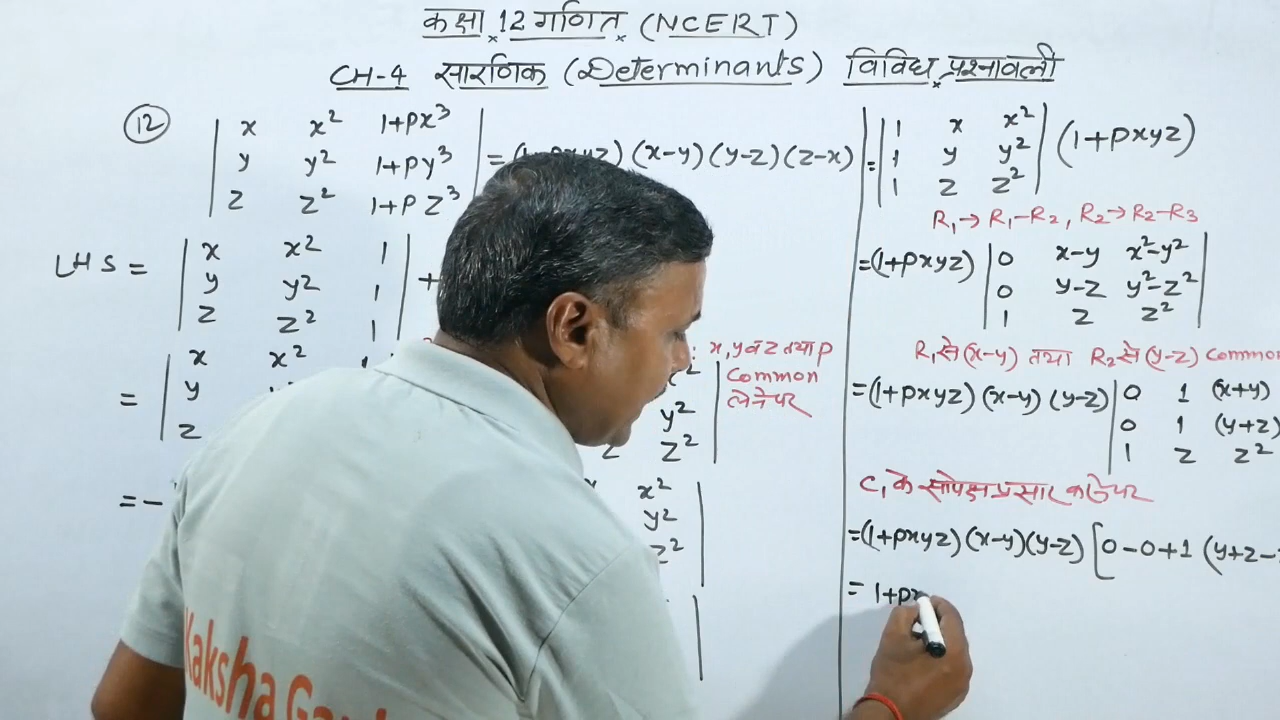 कक्षा 12 गणित (NCERT)
CH-4 सारणिक (Determinants) विविध प्रश्नावली
12
x x² 1+px³
y y² 1+py³
z z² 1+pz³
= xyz) (x-y) (y-z) (z-x)
LHS =
x x² 1
y y² 1
z z² 1
+
= x x²
y
z
x, y व z तथा p
common
लेने पर
y²
z z²
= -
x²
y²
z²
= 1 x x²
1 y y²
1 z z²
(1+pxyz)
R₁→R₁-R₂, R₂→R₂-R₃
=(1+pxyz) 0 x-y x²-y²
0 y-z y²-z²
1 z z²
R₁ से (x-y) तथा R₂ से (y-z) common
=(1+pxyz) (x-y) (y-z) 0 1 (x+y)
0 1 (y+z)
1 z z²
C₁ के सापेक्ष प्रसार करने पर
=(1+pxyz) (x-y)(y-z) [0-0+1 (y+z-
= 1+px
Kaksha